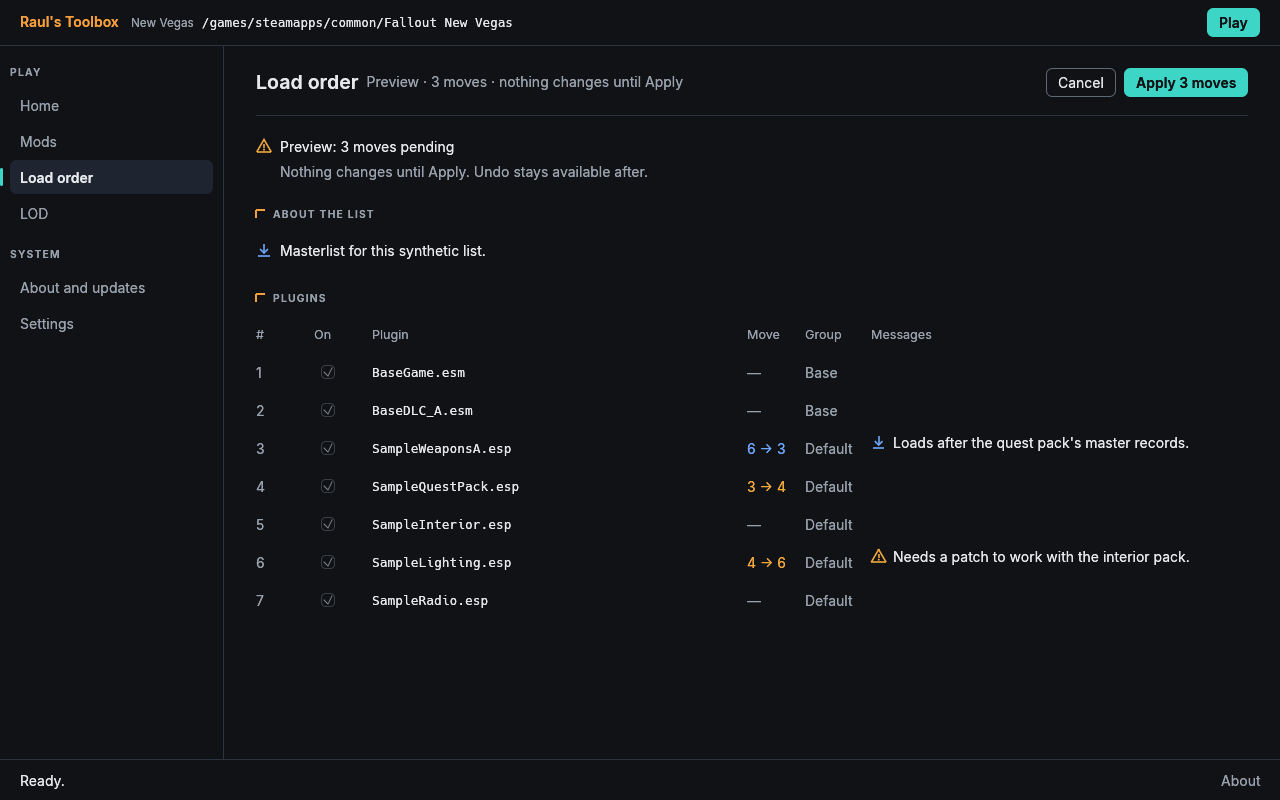 Raul's Toolbox New Vegas /games/steamapps/common/Fallout New Vegas Play
PLAY
Home
Mods
Load order
LOD
SYSTEM
About and updates
Settings
Load order Preview · 3 moves · nothing changes until Apply Cancel Apply 3 moves
Preview: 3 moves pending
Nothing changes until Apply. Undo stays available after.
ABOUT THE LIST
Masterlist for this synthetic list.
PLUGINS
# On Plugin Move Group Messages
1 BaseGame.esm — Base
2 BaseDLC_A.esm — Base
3 SampleWeaponsA.esp 6 → 3 Default Loads after the quest pack's master records.
4 SampleQuestPack.esp 3 → 4 Default
5 SampleInterior.esp — Default
6 SampleLighting.esp 4 → 6 Default Needs a patch to work with the interior pack.
7 SampleRadio.esp — Default
Ready. About